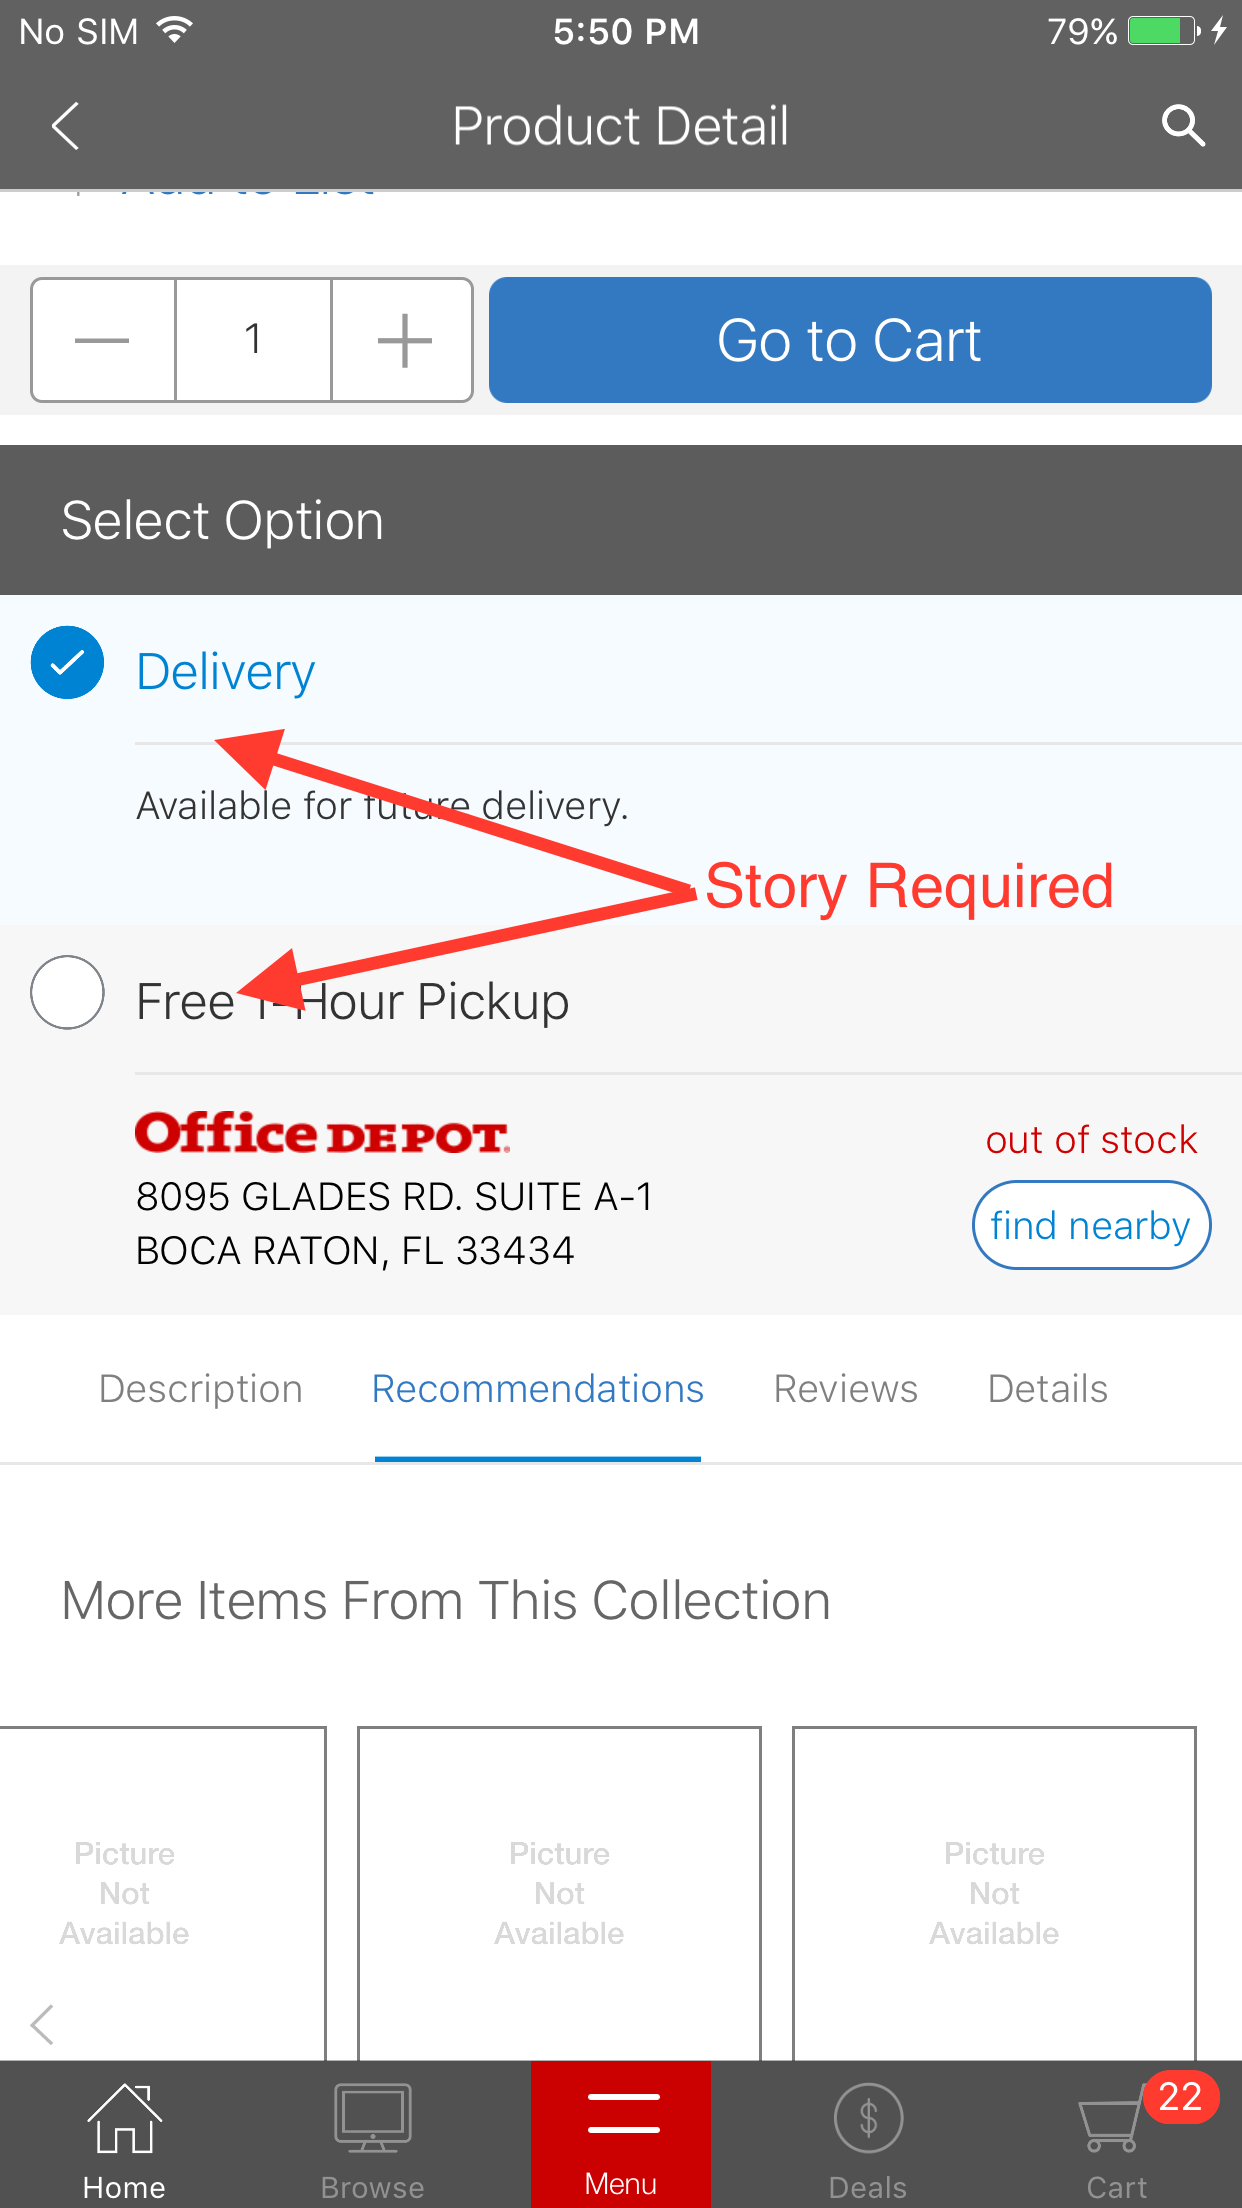 No SIM 5:50 PM 79%
Product Detail
Add to List
1 Go to Cart
Select Option
Delivery
Available for future delivery.
Story Required
Free 1-Hour Pickup
Office DEPOT.
out of stock
8095 GLADES RD. SUITE A-1
BOCA RATON, FL 33434
find nearby
Description Recommendations Reviews Details
More Items From This Collection
Picture Picture Picture
Not Not Not
Available Available Available
22
Home Browse Menu Deals Cart